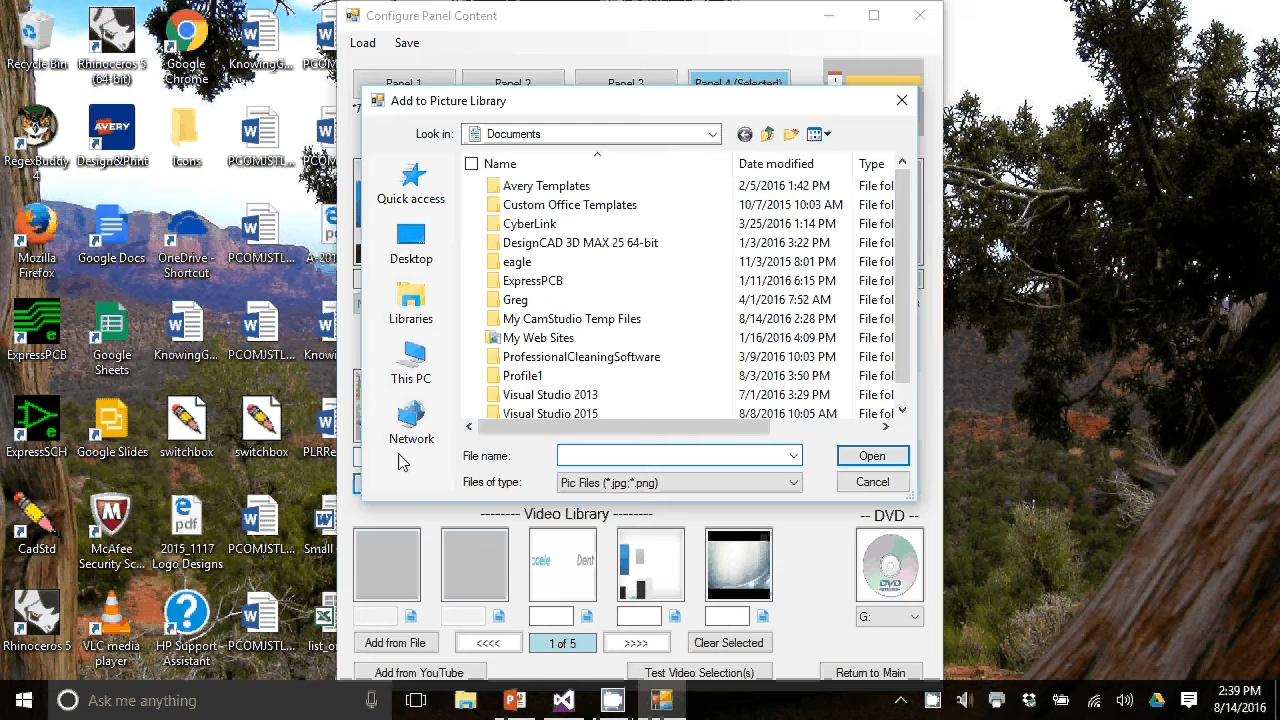 Configure Panel Content
Load Save
Panel 1 Panel 2 Panel 3 Panel 4 (Selected)
Add to Picture Library
Look in: Documents
Name Date modified Type
Avery Templates 2/5/2016 1:42 PM File fol
Custom Office Templates 10/7/2015 10:03 AM File fol
CyberLink 3/25/2016 1:14 PM File fol
DesignCAD 3D MAX 25 64-bit 1/3/2016 3:22 PM File fol
eagle 11/3/2015 8:01 PM File fol
ExpressPCB 1/11/2016 6:15 PM File fol
Greg 1/7/2016 7:52 AM File fol
My CamStudio Temp Files 8/14/2016 2:28 PM File fol
My Web Sites 1/16/2016 4:09 PM File fol
ProfessionalCleaningSoftware 3/9/2016 10:03 PM File fol
Profile1 8/3/2016 3:50 PM File fol
Visual Studio 2013 7/1/2016 3:29 PM File fol
Visual Studio 2015 8/8/2016 10:05 AM File fol
Quick access
Desktop
Libraries
This PC
Network
File name: Open
Files of type: Pic Files (*.jpg;*.png) Cancel
-------- Video Library --------
-- DVD --
DVD
G:
Add from File <<<< 1 of 5 >>>> Clear Selected
Add from YouTube Test Video Selection(s) Return to Main
Recycle Bin
Rhinoceros 5 (64-bit)
Google Chrome
KnowingG...
PCOM
RegexBuddy 4
AVERY
Design&Print
Icons
PCOMJSTL...
PCOM
Mozilla Firefox
Google Docs
OneDrive - Shortcut
PCOMJSTL...
A-201
ExpressPCB
Google Sheets
KnowingG...
PCOMJSTL...
Knowi
ExpressSCH
Google Slides
switchbox
switchbox
PLRRe
CadStd
McAfee Security Sc...
pdf
2015_1117 Logo Designs
PCOMJSTL...
Small
Rhinoceros 5
VLC media player
HP Support Assistant
PCOMJSTL...
list_o
Ask me anything
2:39 PM
8/14/2016